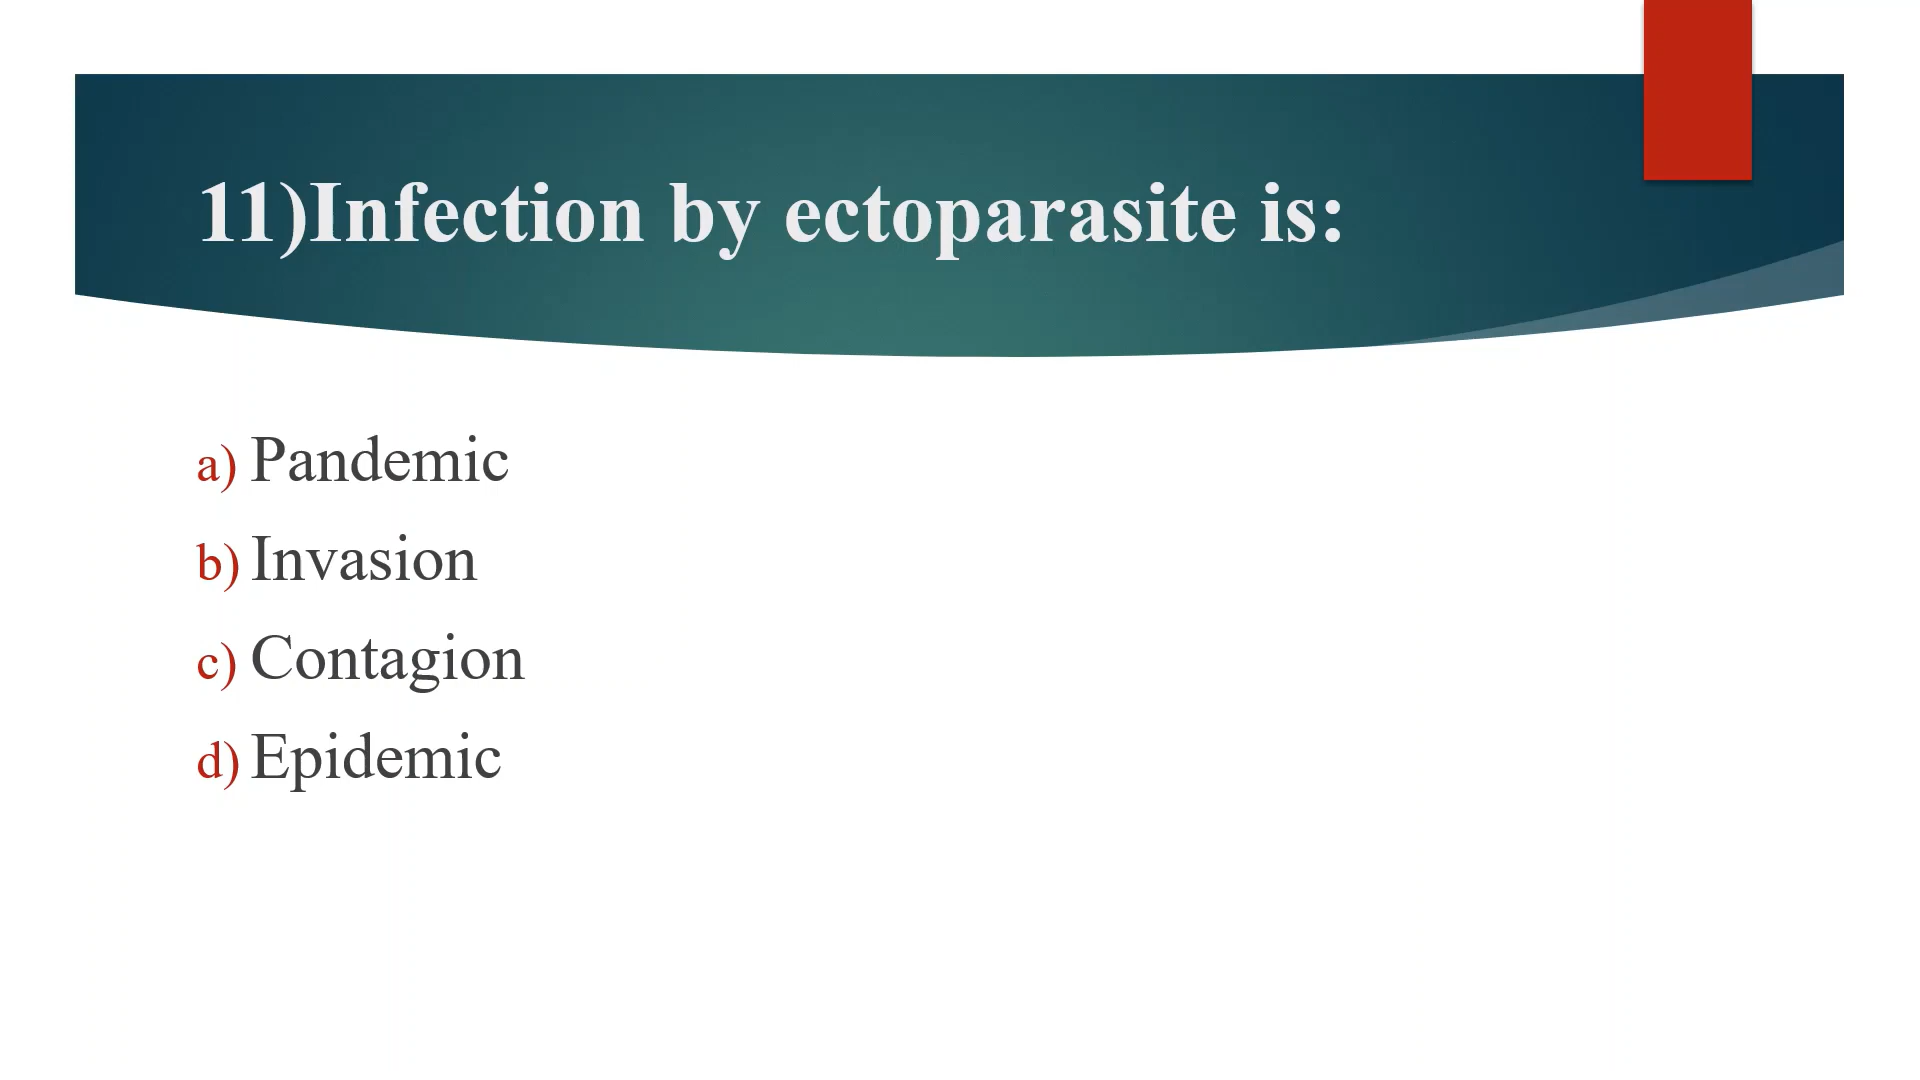 11)Infection by ectoparasite is:
a) Pandemic
b) Invasion
c) Contagion
d) Epidemic